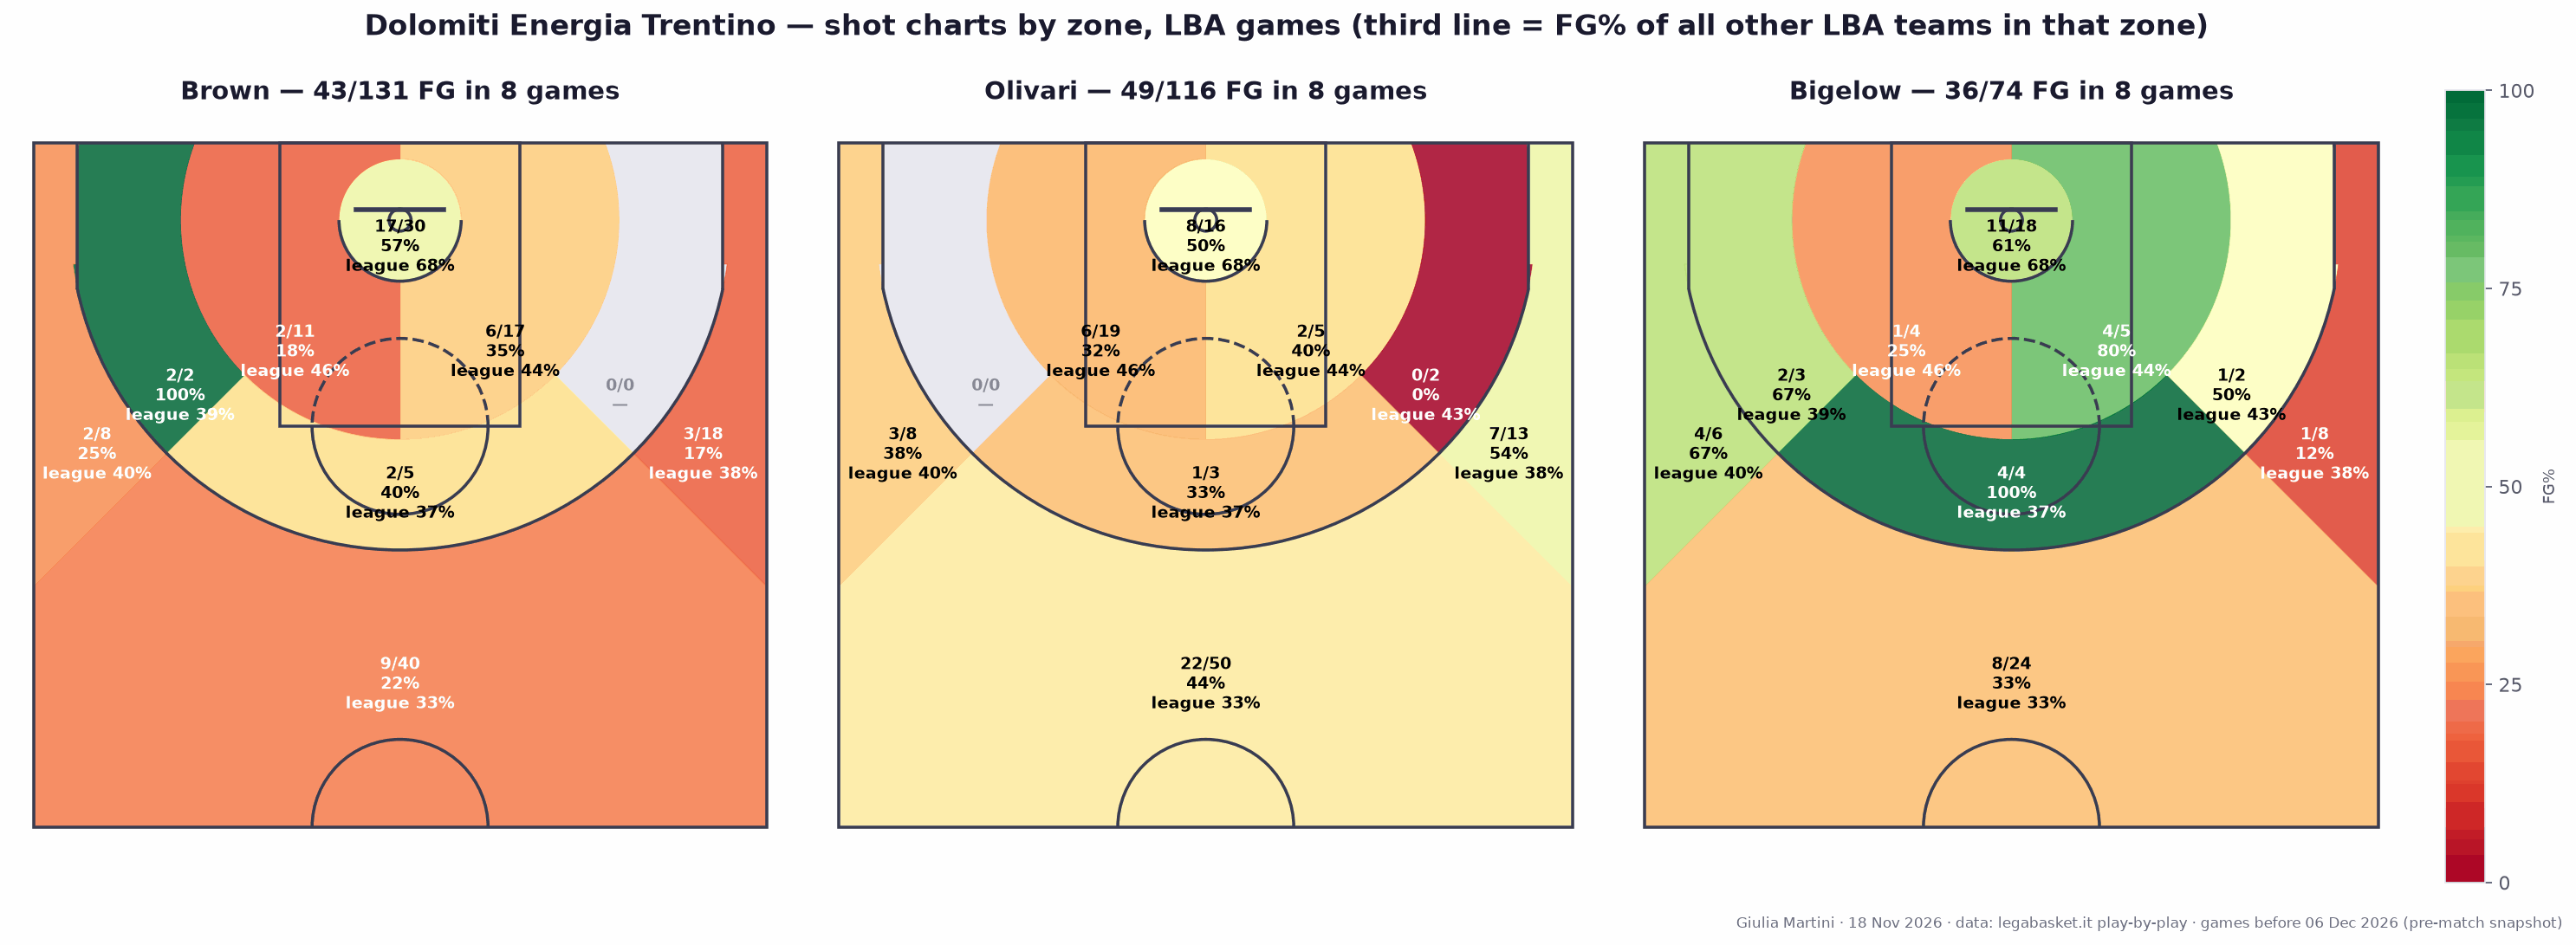 Dolomiti Energia Trentino — shot charts by zone, LBA games (third line = FG% of all other LBA teams in that zone)
Brown — 43/131 FG in 8 games
17/30
57%
league 68%
2/11
18%
league 46%
6/17
35%
league 44%
2/2
100%
league 39%
0/0
—
2/8
25%
league 40%
3/18
17%
league 38%
2/5
40%
league 37%
9/40
22%
league 33%
Olivari — 49/116 FG in 8 games
8/16
50%
league 68%
6/19
32%
league 46%
2/5
40%
league 44%
0/0
—
0/2
0%
league 43%
3/8
38%
league 40%
7/13
54%
league 38%
1/3
33%
league 37%
22/50
44%
league 33%
Bigelow — 36/74 FG in 8 games
11/18
61%
league 68%
1/4
25%
league 46%
4/5
80%
league 44%
2/3
67%
league 39%
1/2
50%
league 43%
4/6
67%
league 40%
1/8
12%
league 38%
4/4
100%
league 37%
8/24
33%
league 33%
100
75
50
25
0
FG%
Giulia Martini · 18 Nov 2026 · data: legabasket.it play-by-play · games before 06 Dec 2026 (pre-match snapshot)